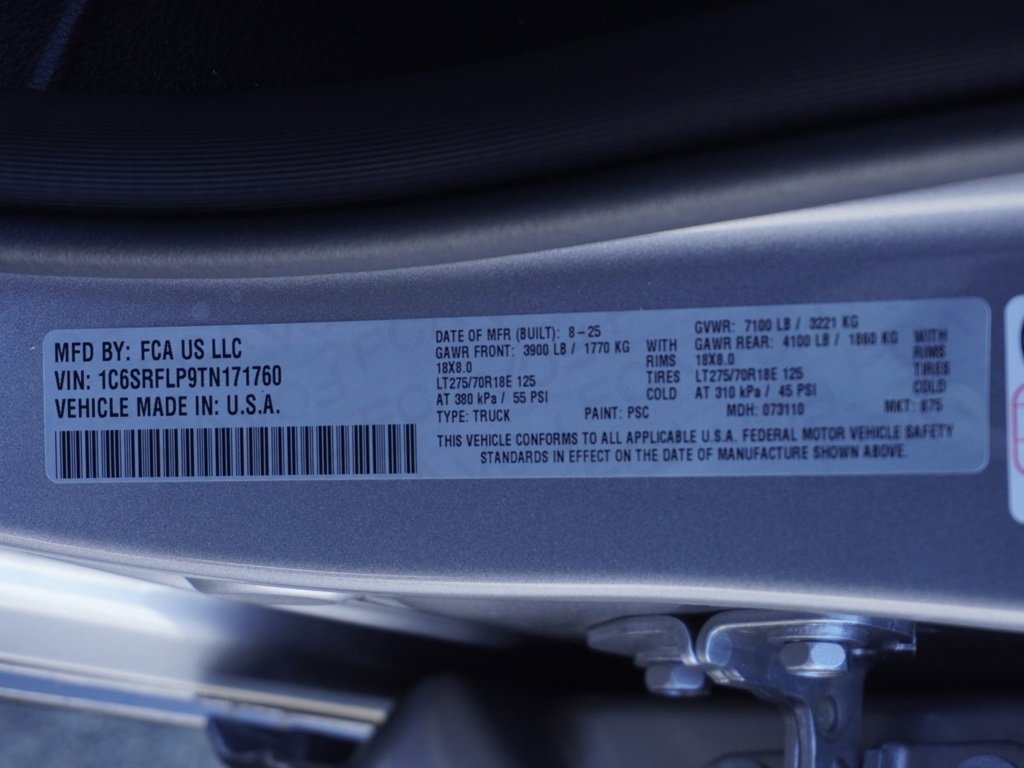 MFD BY: FCA US LLC
VIN: 1C6SRFLP9TN171760
VEHICLE MADE IN: U.S.A.
DATE OF MFR (BUILT): 8-25
GVWR: 7100 LB / 3221 KG
GAWR FRONT: 3900 LB / 1770 KG WITH
18X8.0 RIMS
LT275/70R18E 125 TIRES
AT 380 kPa / 55 PSI COLD
GAWR REAR: 4100 LB / 1860 KG WITH
18X8.0 RIMS
LT275/70R18E 125 TIRES
AT 310 kPa / 45 PSI COLD
TYPE: TRUCK PAINT: PSC MDH: 073110 MKT: 875
THIS VEHICLE CONFORMS TO ALL APPLICABLE U.S.A. FEDERAL MOTOR VEHICLE SAFETY
STANDARDS IN EFFECT ON THE DATE OF MANUFACTURE SHOWN ABOVE.